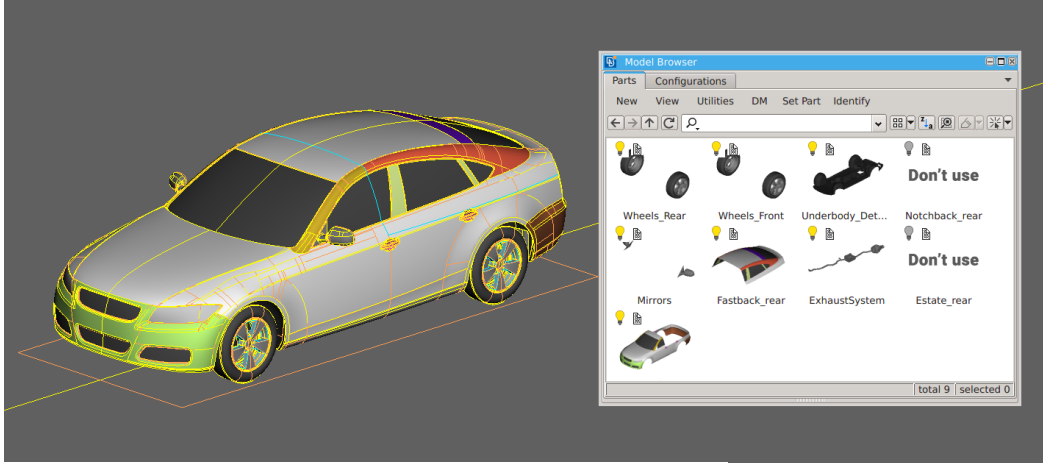 Model Browser
Parts Configurations
New View Utilities DM Set Part Identify
Don't use
Wheels_Rear Wheels_Front Underbody_Det... Notchback_rear
Don't use
Mirrors Fastback_rear ExhaustSystem Estate_rear
total 9 selected 0